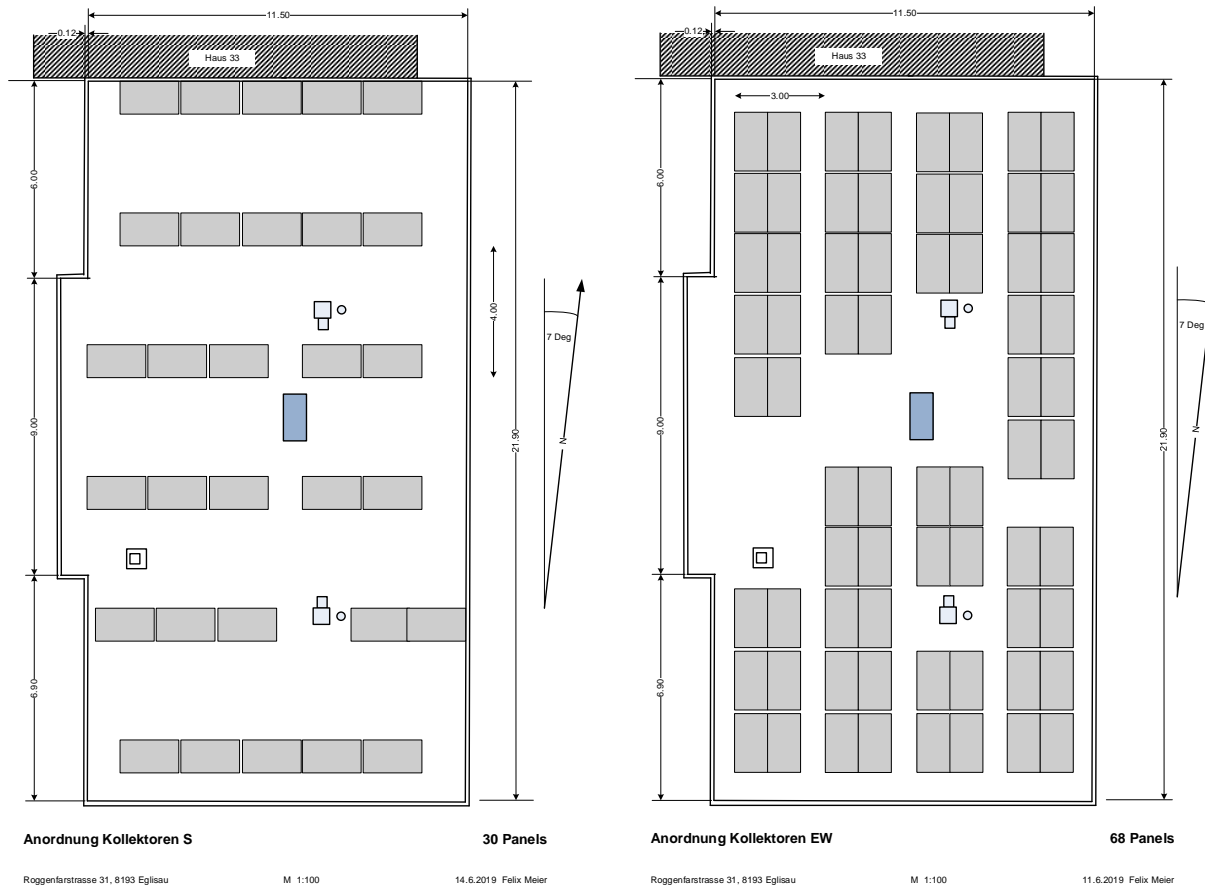 11.50
0.12
Haus 33
6.00
4.00
7 Deg
N
9.00
21.90
6.90
Anordnung Kollektoren S 30 Panels
Roggenfarstrasse 31, 8193 Eglisau M 1:100 14.6.2019 Felix Meier
11.50
0.12
Haus 33
3.00
6.00
7 Deg
N
9.00
21.90
6.90
Anordnung Kollektoren EW 68 Panels
Roggenfarstrasse 31, 8193 Eglisau M 1:100 11.6.2019 Felix Meier